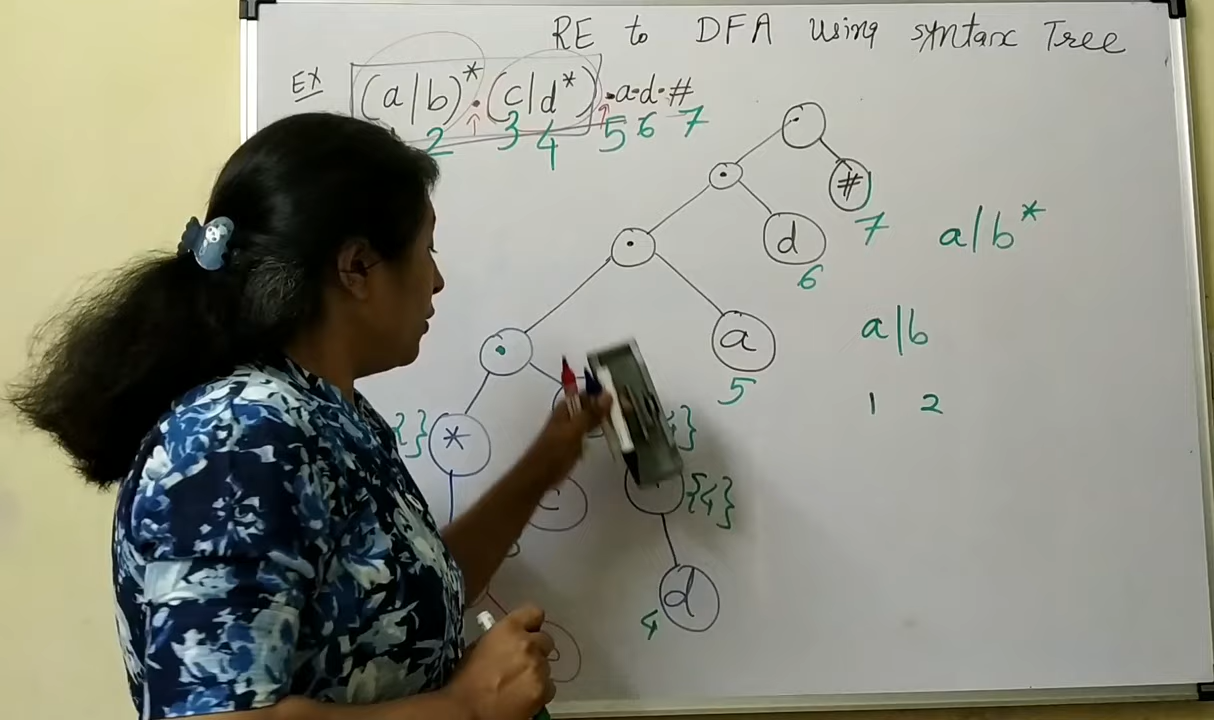 RE to DFA Using syntax Tree
Ex (a|b)*.(c|d*).a.d.#
2 3 4 5 6 7
.
.
#
7
.
d
6
a|b*
.
a
5
a|b
1 2
{ }
*
4}
c
{4}
d
4